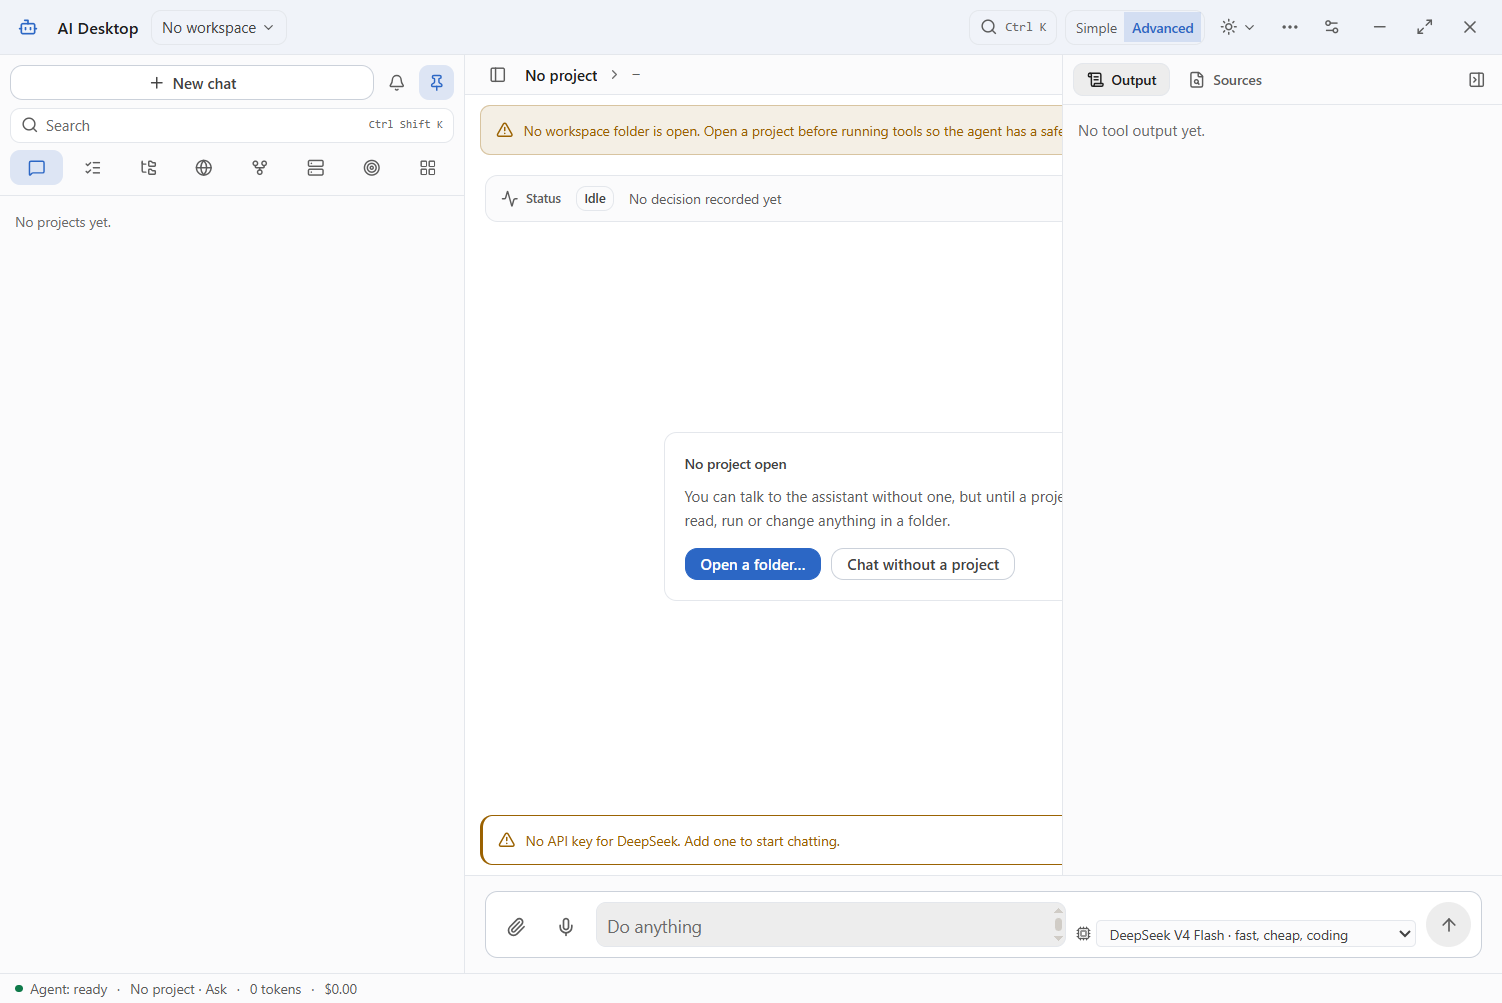 AI Desktop
No workspace
Ctrl K
Simple
Advanced
New chat
Search
Ctrl Shift K
No projects yet.
No project
–
No workspace folder is open. Open a project before running tools so the agent has a safe
Status
Idle
No decision recorded yet
No project open
You can talk to the assistant without one, but until a proje
read, run or change anything in a folder.
Open a folder...
Chat without a project
No API key for DeepSeek. Add one to start chatting.
Output
Sources
No tool output yet.
Do anything
DeepSeek V4 Flash · fast, cheap, coding
Agent: ready · No project · Ask · 0 tokens · $0.00